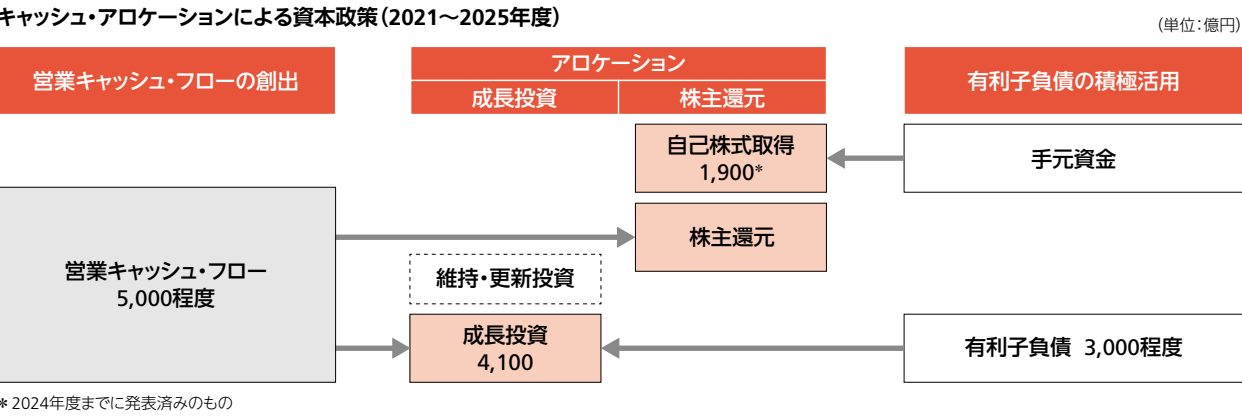 キャッシュ・アロケーションによる資本政策（2021～2025年度）
（単位：億円）
営業キャッシュ・フローの創出
アロケーション
成長投資
株主還元
有利子負債の積極活用
自己株式取得
1,900*
手元資金
株主還元
営業キャッシュ・フロー
5,000程度
維持・更新投資
成長投資
4,100
有利子負債 3,000程度
* 2024年度までに発表済みのもの